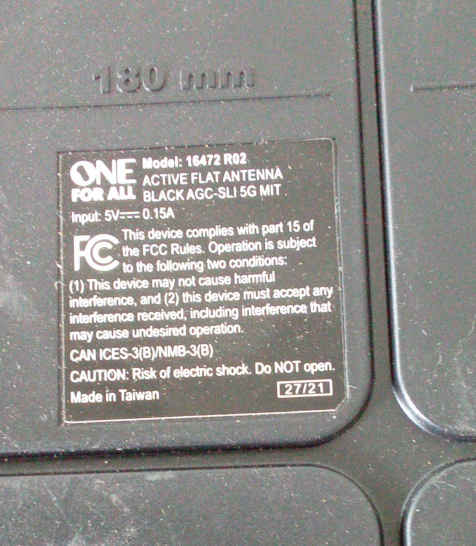 180 mm
ONE
FOR ALL
Model: 16472 R02
ACTIVE FLAT ANTENNA
BLACK AGC-SLI 5G MIT
Input: 5V⎓ 0.15A
FC This device complies with part 15 of
the FCC Rules. Operation is subject
to the following two conditions:
(1) This device may not cause harmful
interference, and (2) this device must accept any
interference received, including interference that
may cause undesired operation.
CAN ICES-3(B)/NMB-3(B)
CAUTION: Risk of electric shock. Do NOT open.
Made in Taiwan
27/21